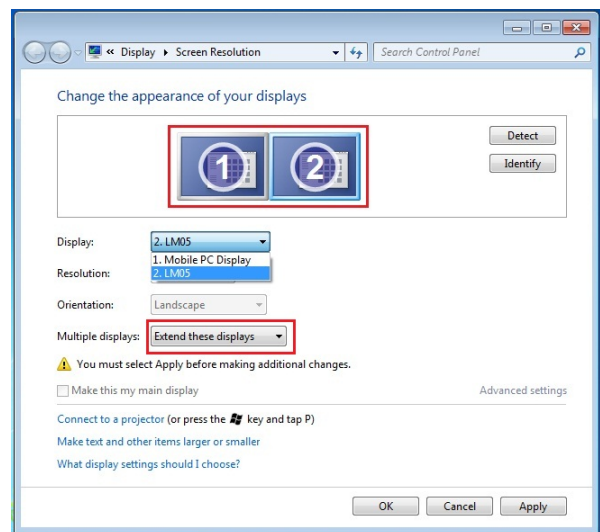 « Display ▸ Screen Resolution
Search Control Panel
Change the appearance of your displays
1 2
Detect
Identify
Display: 2. LM05
1. Mobile PC Display
Resolution: 2. LM05
Orientation: Landscape
Multiple displays: Extend these displays
You must select Apply before making additional changes.
Make this my main display
Advanced settings
Connect to a projector (or press the key and tap P)
Make text and other items larger or smaller
What display settings should I choose?
OK Cancel Apply